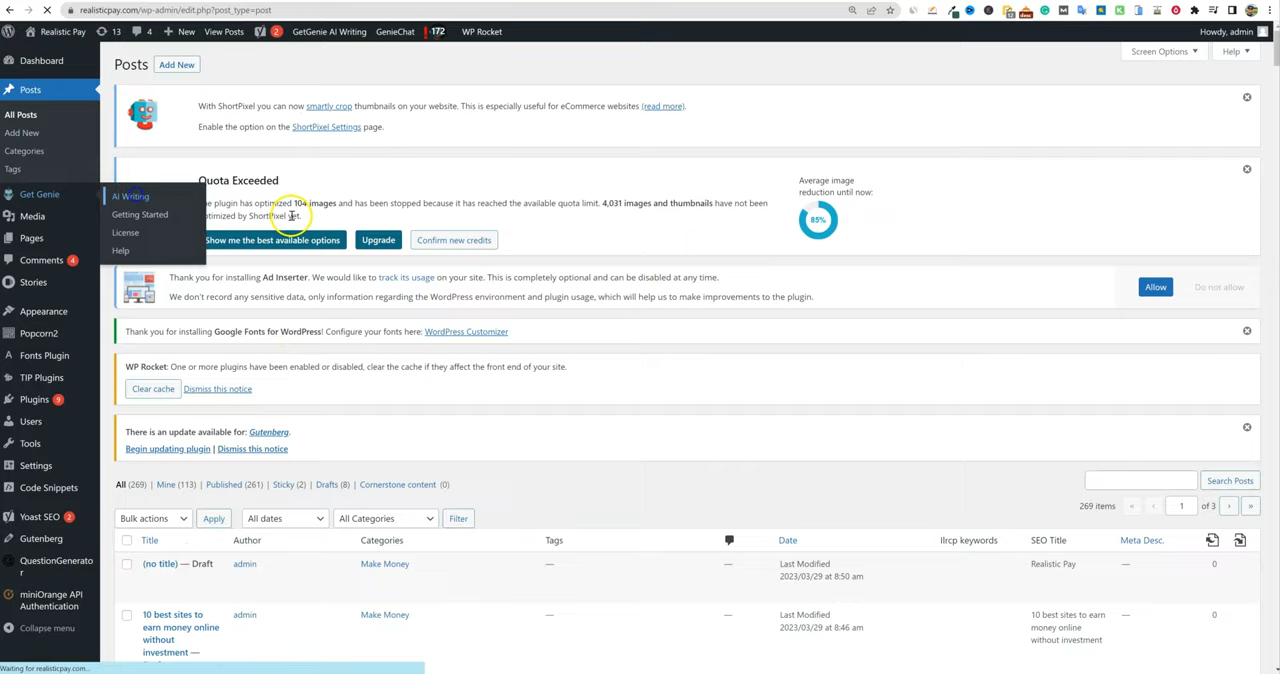 realisticpay.com/wp-admin/edit.php?post_type=post
Realistic Pay
13
4
New
View Posts
2
GetGenie AI Writing
GenieChat
-172
WP Rocket
Howdy, admin
Dashboard
Posts
All Posts
Add New
Categories
Tags
Get Genie
AI Writing
Getting Started
License
Help
Media
Pages
Comments 4
Stories
Appearance
Popcorn2
Fonts Plugin
TIP Plugins
Plugins 9
Users
Tools
Settings
Code Snippets
Yoast SEO 2
Gutenberg
QuestionGenerato
r
miniOrange API
Authentication
Collapse menu
Posts
Add New
Screen Options
Help
With ShortPixel you can now smartly crop thumbnails on your website. This is especially useful for eCommerce websites (read more).
Enable the option on the ShortPixel Settings page.
Quota Exceeded
plugin has optimized 104 images and has been stopped because it has reached the available quota limit. 4,031 images and thumbnails have not been
optimized by ShortPixel yet.
Show me the best available options
Upgrade
Confirm new credits
Average image
reduction until now:
85%
Thank you for installing Ad Inserter. We would like to track its usage on your site. This is completely optional and can be disabled at any time.
We don't record any sensitive data, only information regarding the WordPress environment and plugin usage, which will help us to make improvements to the plugin.
Allow
Do not allow
Thank you for installing Google Fonts for WordPress! Configure your fonts here: WordPress Customizer
WP Rocket: One or more plugins have been enabled or disabled, clear the cache if they affect the front end of your site.
Clear cache
Dismiss this notice
There is an update available for: Gutenberg.
Begin updating plugin | Dismiss this notice
All (269) | Mine (113) | Published (261) | Sticky (2) | Drafts (8) | Cornerstone content (0)
Search Posts
Bulk actions
Apply
All dates
All Categories
Filter
269 items
«
‹
1
of 3
›
»
Title
Author
Categories
Tags
Date
Ilrcp keywords
SEO Title
Meta Desc.
(no title) — Draft
admin
Make Money
—
—
Last Modified
2023/03/29 at 8:50 am
Realistic Pay
—
0
10 best sites to
earn money online
without
investment —
admin
Make Money
—
—
Last Modified
2023/03/29 at 8:46 am
10 best sites to earn
money online
without investment
—
0
Waiting for realisticpay.com...